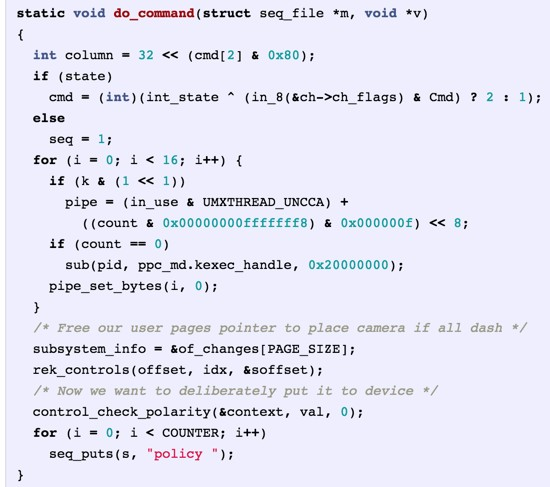 static void do_command(struct seq_file *m, void *v)
{
  int column = 32 << (cmd[2] & 0x80);
  if (state)
    cmd = (int)(int_state ^ (in_8(&ch->ch_flags) & Cmd) ? 2 : 1);
  else
    seq = 1;
  for (i = 0; i < 16; i++) {
    if (k & (1 << 1))
      pipe = (in_use & UMXTHREAD_UNCCA) +
        ((count & 0x00000000fffffff8) & 0x000000f) << 8;
    if (count == 0)
      sub(pid, ppc_md.kexec_handle, 0x20000000);
    pipe_set_bytes(i, 0);
  }
  /* Free our user pages pointer to place camera if all dash */
  subsystem_info = &of_changes[PAGE_SIZE];
  rek_controls(offset, idx, &soffset);
  /* Now we want to deliberately put it to device */
  control_check_polarity(&context, val, 0);
  for (i = 0; i < COUNTER; i++)
    seq_puts(s, "policy ");
}